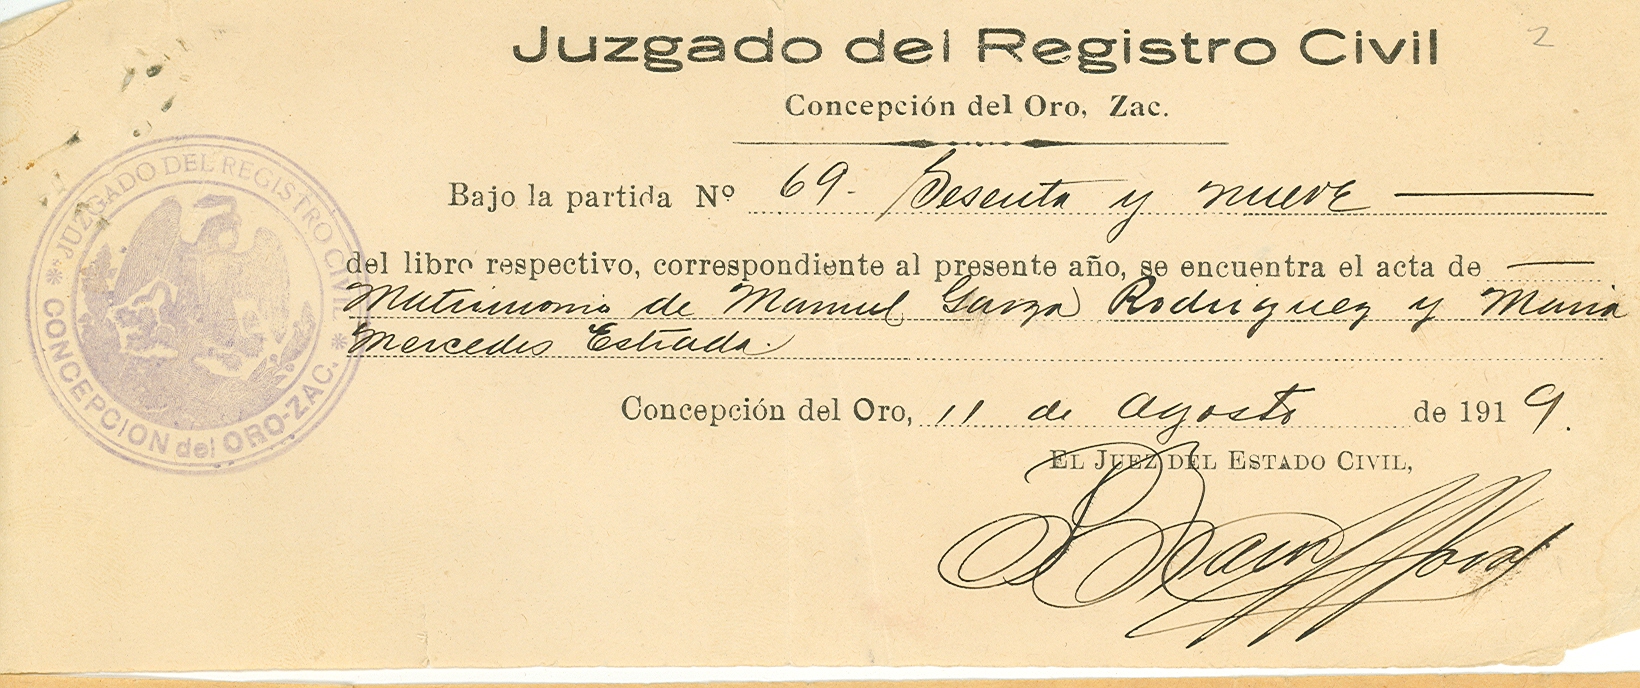 2
Juzgado del Registro Civil
Concepción del Oro, Zac.
Bajo la partida Nº 69.- Sesenta y nueve
del libro respectivo, correspondiente al presente año, se encuentra el acta de
Matrimonio de Manuel Garza Rodriguez y Maria
Mercedes Estrada.
Concepción del Oro, 11 de agosto de 1919.
EL JUEZ DEL ESTADO CIVIL,
* JUZGADO DEL REGISTRO CIVIL *
CONCEPCION del ORO-ZAC.